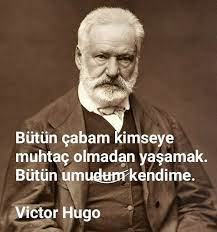 Bütün çabam kimseye
muhtaç olmadan yaşamak.
Bütün umudum kendime.
Victor Hugo